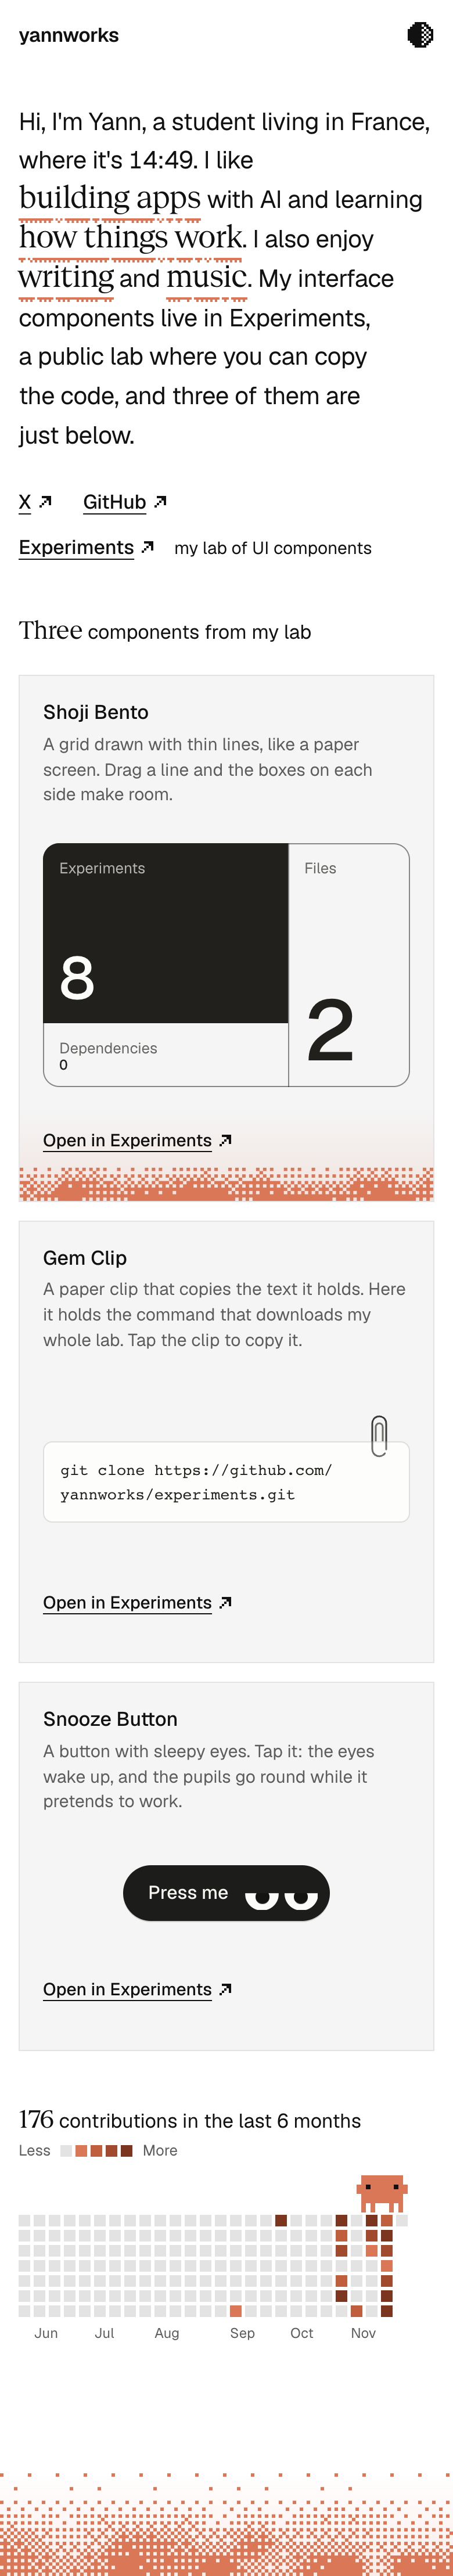 yannworks
Hi, I'm Yann, a student living in France,
where it's 14:49. I like
building apps with AI and learning
how things work. I also enjoy
writing and music. My interface
components live in Experiments,
a public lab where you can copy
the code, and three of them are
just below.
X GitHub
Experiments my lab of UI components
Three components from my lab
Shoji Bento
A grid drawn with thin lines, like a paper
screen. Drag a line and the boxes on each
side make room.
Experiments
8
Dependencies
0
Files
2
Open in Experiments
Gem Clip
A paper clip that copies the text it holds. Here
it holds the command that downloads my
whole lab. Tap the clip to copy it.
git clone https://github.com/
yannworks/experiments.git
Open in Experiments
Snooze Button
A button with sleepy eyes. Tap it: the eyes
wake up, and the pupils go round while it
pretends to work.
Press me
Open in Experiments
176 contributions in the last 6 months
Less More
Jun Jul Aug Sep Oct Nov